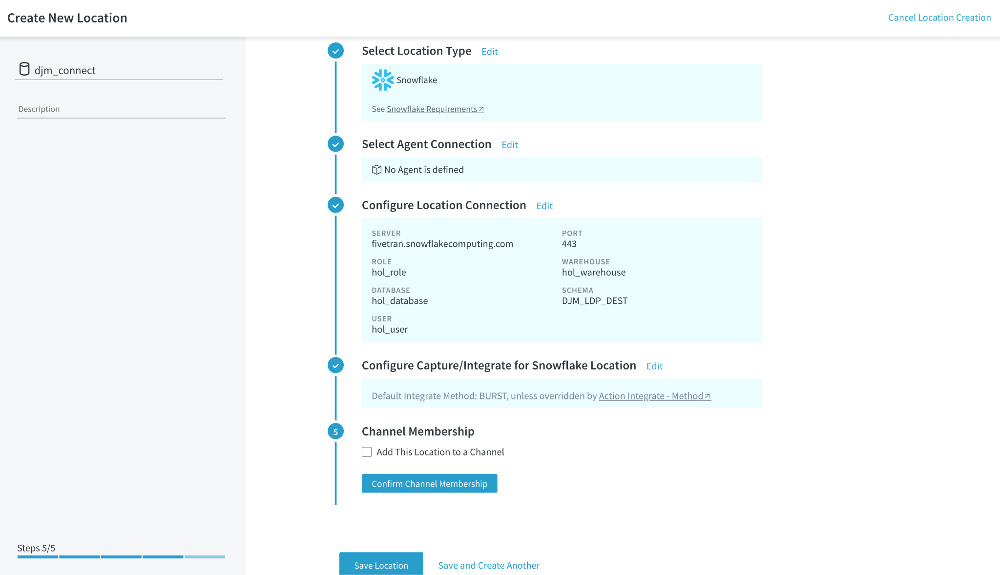 Create New Location
Cancel Location Creation
djm_connect
Description
Select Location Type Edit
Snowflake
See Snowflake Requirements
Select Agent Connection Edit
No Agent is defined
Configure Location Connection Edit
SERVER PORT
fivetran.snowflakecomputing.com 443
ROLE WAREHOUSE
hol_role hol_warehouse
DATABASE SCHEMA
hol_database DJM_LDP_DEST
USER
hol_user
Configure Capture/Integrate for Snowflake Location Edit
Default Integrate Method: BURST, unless overridden by Action Integrate - Method
5 Channel Membership
Add This Location to a Channel
Confirm Channel Membership
Steps 5/5
Save Location Save and Create Another